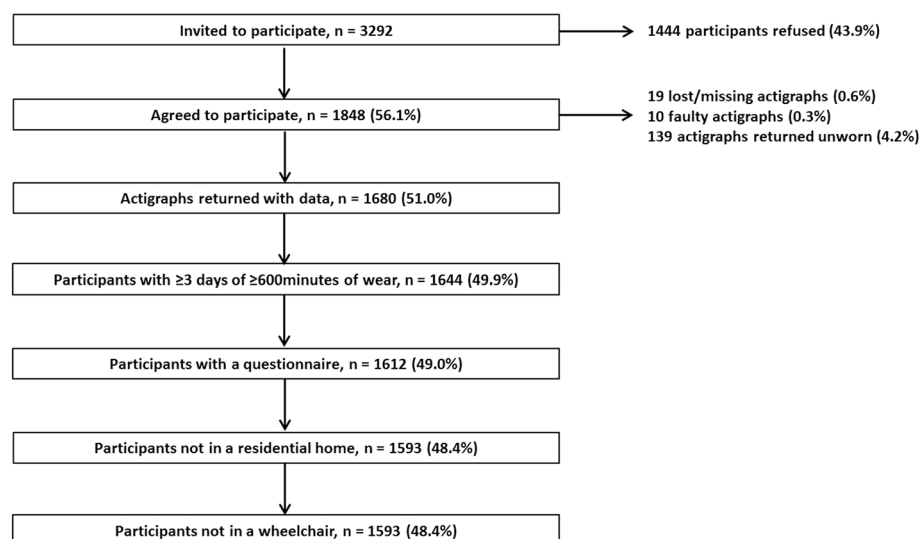 Invited to participate, n = 3292
1444 participants refused (43.9%)
Agreed to participate, n = 1848 (56.1%)
19 lost/missing actigraphs (0.6%)
10 faulty actigraphs (0.3%)
139 actigraphs returned unworn (4.2%)
Actigraphs returned with data, n = 1680 (51.0%)
Participants with ≥3 days of ≥600minutes of wear, n = 1644 (49.9%)
Participants with a questionnaire, n = 1612 (49.0%)
Participants not in a residential home, n = 1593 (48.4%)
Participants not in a wheelchair, n = 1593 (48.4%)